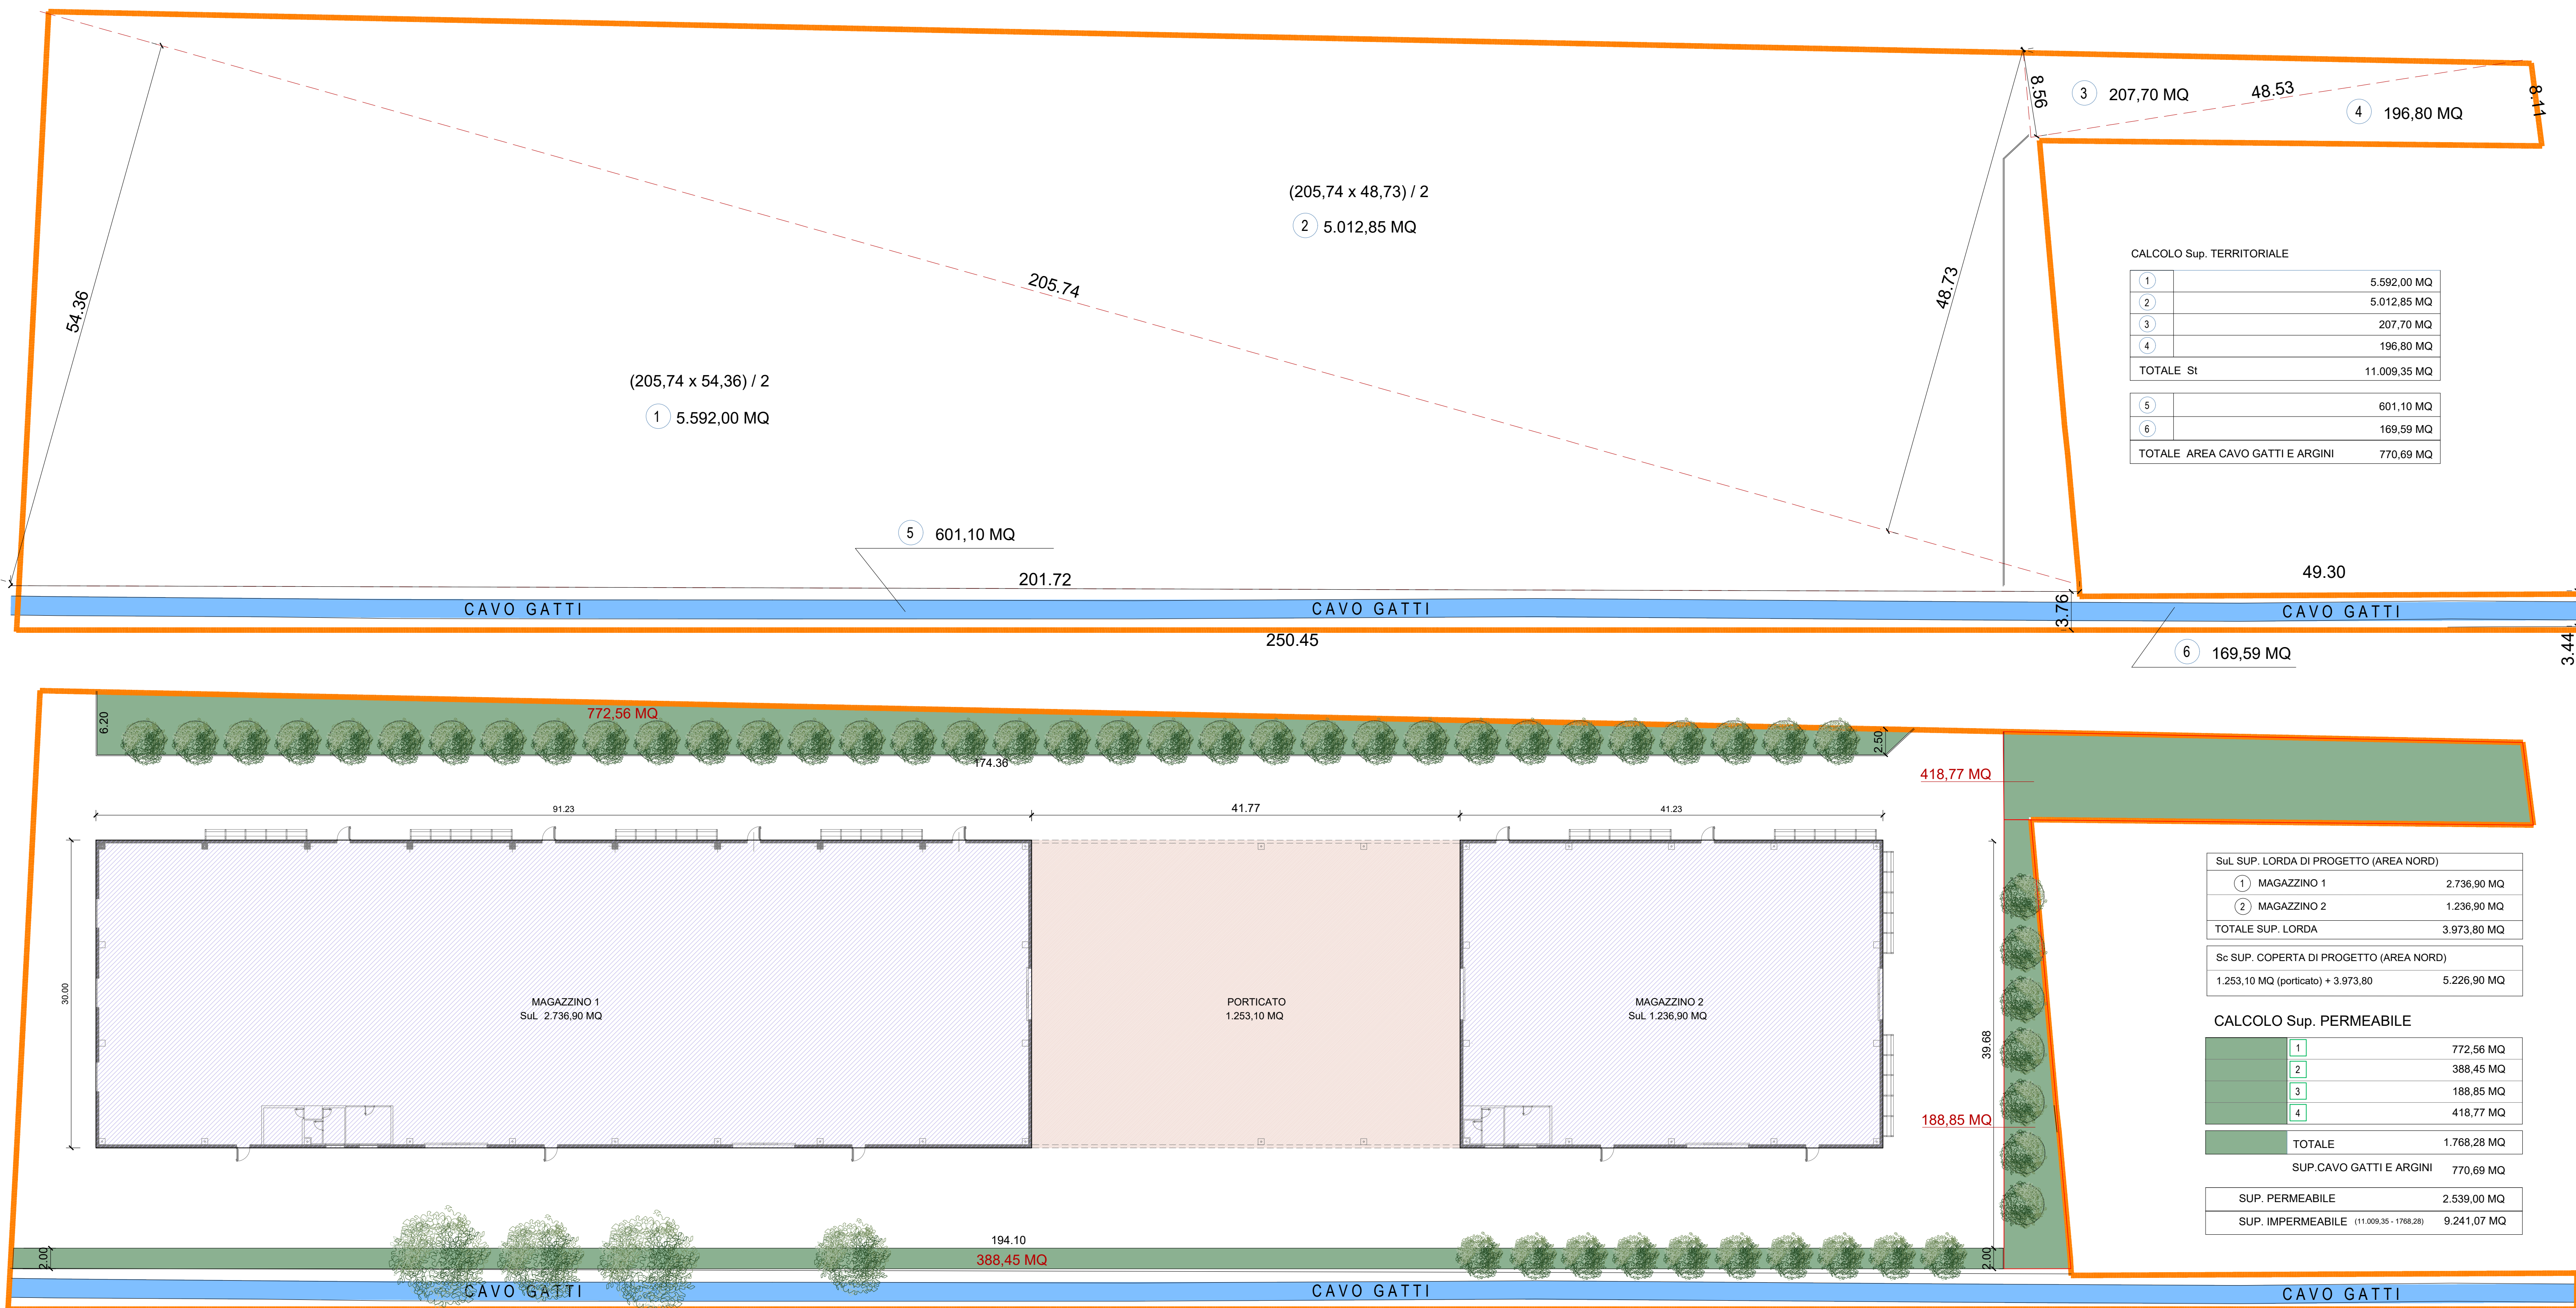 8.56
3 207,70 MQ
48.53
8.11
4 196,80 MQ
(205,74 x 48,73) / 2
2 5.012,85 MQ
54.36
205.74
48.73
(205,74 x 54,36) / 2
1 5.592,00 MQ
CALCOLO Sup. TERRITORIALE
1 5.592,00 MQ
2 5.012,85 MQ
3 207,70 MQ
4 196,80 MQ
TOTALE St 11.009,35 MQ
5 601,10 MQ
6 169,59 MQ
TOTALE AREA CAVO GATTI E ARGINI 770,69 MQ
5 601,10 MQ
201.72
49.30
CAVO GATTI
CAVO GATTI
3.76
CAVO GATTI
250.45
3.44
6 169,59 MQ
6.20
772,56 MQ
2.50
174.36
418,77 MQ
91.23
41.77
41.23
30.00
MAGAZZINO 1
SuL 2.736,90 MQ
PORTICATO
1.253,10 MQ
MAGAZZINO 2
SuL 1.236,90 MQ
39.68
188,85 MQ
SuL SUP. LORDA DI PROGETTO (AREA NORD)
1 MAGAZZINO 1 2.736,90 MQ
2 MAGAZZINO 2 1.236,90 MQ
TOTALE SUP. LORDA 3.973,80 MQ
Sc SUP. COPERTA DI PROGETTO (AREA NORD)
1.253,10 MQ (porticato) + 3.973,80 5.226,90 MQ
CALCOLO Sup. PERMEABILE
1 772,56 MQ
2 388,45 MQ
3 188,85 MQ
4 418,77 MQ
TOTALE 1.768,28 MQ
SUP.CAVO GATTI E ARGINI 770,69 MQ
SUP. PERMEABILE 2.539,00 MQ
SUP. IMPERMEABILE (11.009,35 - 1768,28) 9.241,07 MQ
2.00
194.10
388,45 MQ
2.00
CAVO GATTI
CAVO GATTI
CAVO GATTI